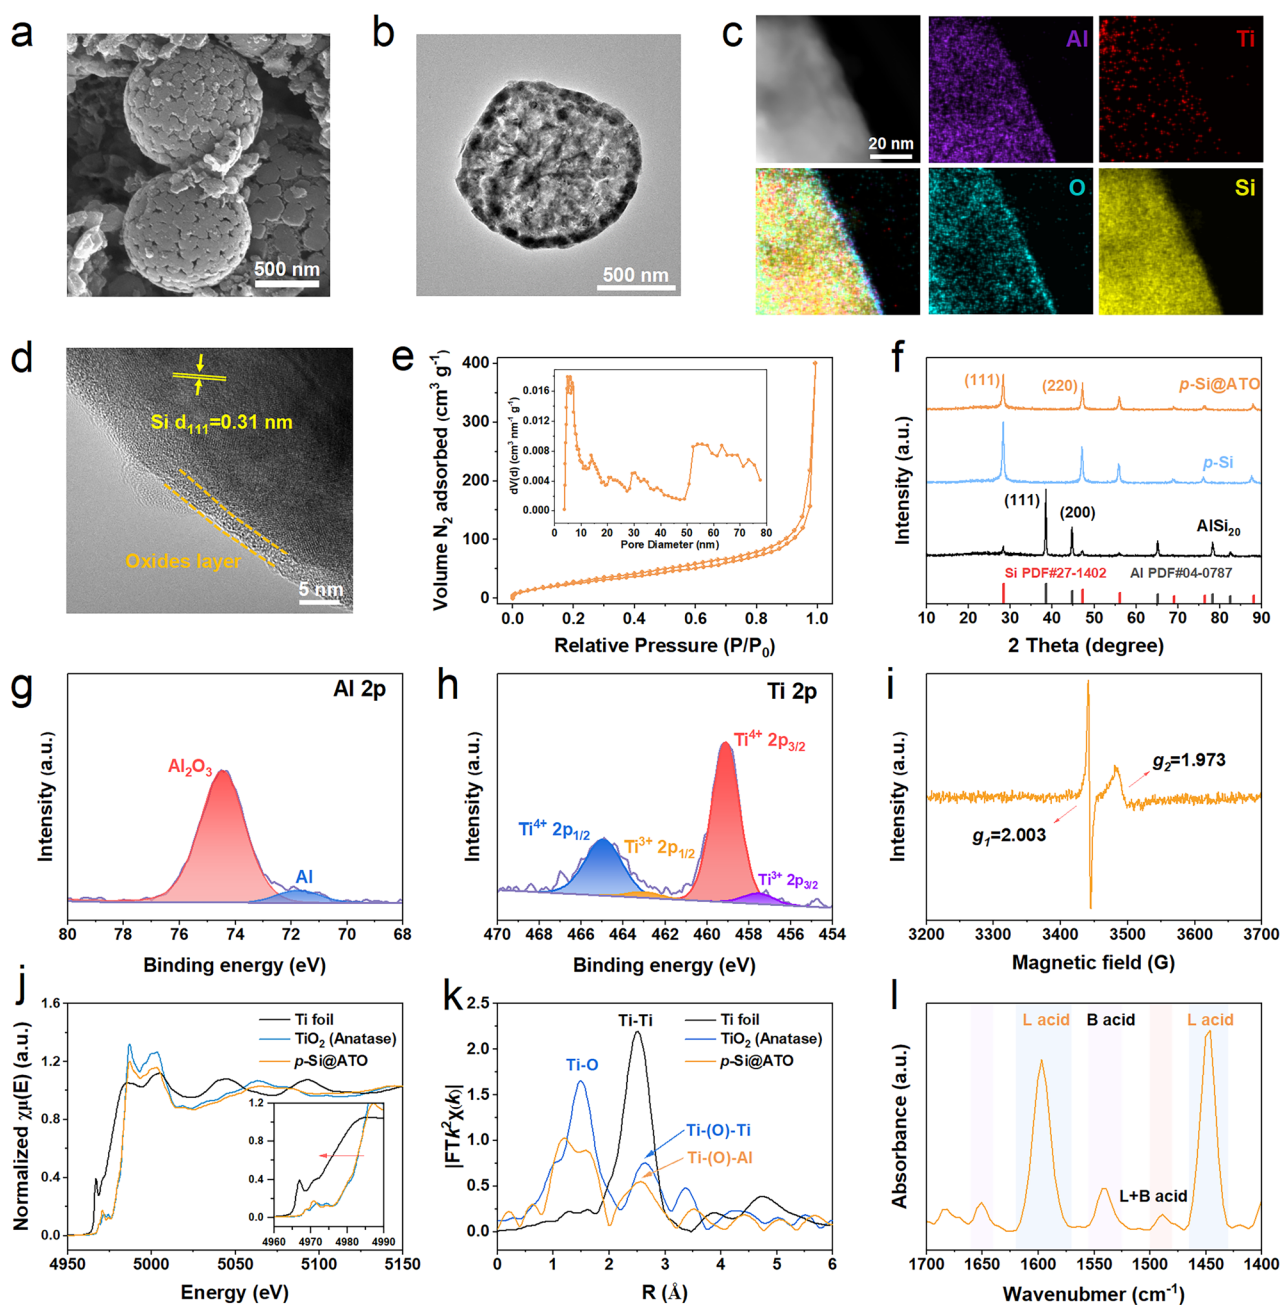 a
500 nm
b
500 nm
c
20 nm
Al
Ti
O
Si
d
Si d111=0.31 nm
Oxides layer
5 nm
e
Volume N2 adsorbed (cm3 g-1)
400
350
300
250
200
150
100
50
0
0.0 0.2 0.4 0.6 0.8 1.0
Relative Pressure (P/P0)
dV(d) (cm3 nm-1 g-1)
0.016
0.012
0.008
0.004
0.000
0 10 20 30 40 50 60 70 80
Pore Diameter (nm)
f
Intensity (a.u.)
(111) (220) p-Si@ATO
p-Si
(111) (200)
AlSi20
Si PDF#27-1402 Al PDF#04-0787
10 20 30 40 50 60 70 80 90
2 Theta (degree)
g
Al 2p
Intensity (a.u.)
Al2O3
Al
80 78 76 74 72 70 68
Binding energy (eV)
h
Ti 2p
Intensity (a.u.)
Ti4+ 2p3/2
Ti4+ 2p1/2
Ti3+ 2p1/2
Ti3+ 2p3/2
470 468 466 464 462 460 458 456 454
Binding energy (eV)
i
Intensity (a.u.)
g2=1.973
g1=2.003
3200 3300 3400 3500 3600 3700
Magnetic field (G)
j
Normalized χμ(E) (a.u.)
1.6
1.2
0.8
0.4
0.0
Ti foil
TiO2 (Anatase)
p-Si@ATO
1.2
0.8
0.4
0.0
4960 4970 4980 4990
4950 5000 5050 5100 5150
Energy (eV)
k
|FTk2χ(k)|
2.5
2.0
1.5
1.0
0.5
0.0
Ti-Ti
Ti foil
TiO2 (Anatase)
p-Si@ATO
Ti-O
Ti-(O)-Ti
Ti-(O)-Al
0 1 2 3 4 5 6
R (Å)
l
Absorbance (a.u.)
L acid B acid L acid
L+B acid
1700 1650 1600 1550 1500 1450 1400
Wavenubmer (cm-1)